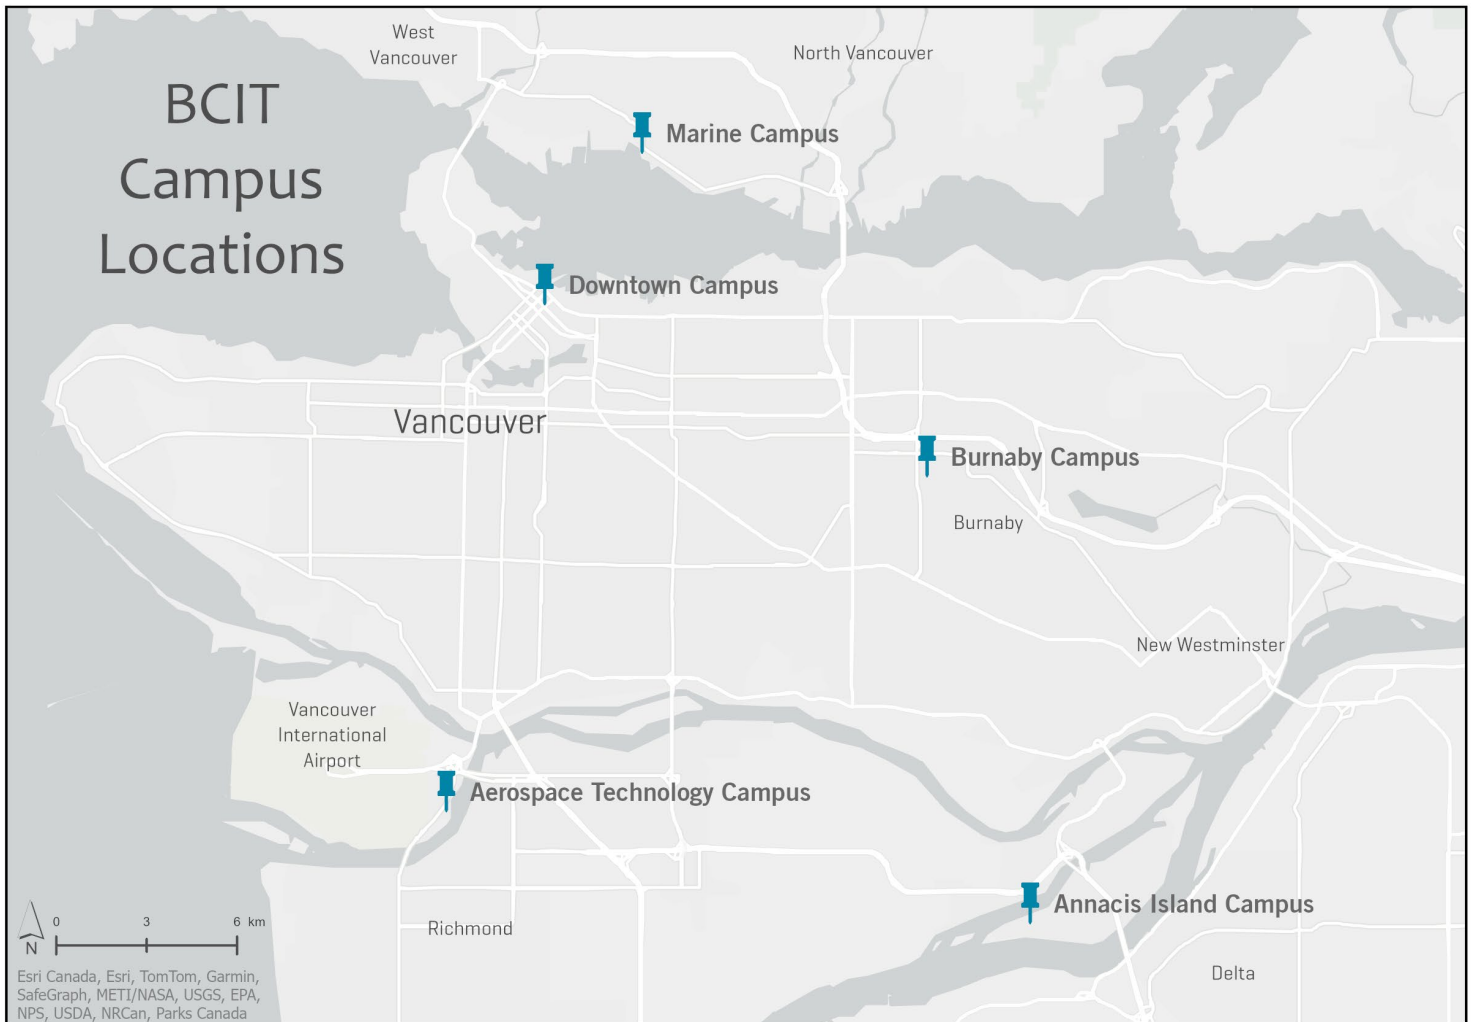 BCIT
Campus
Locations
West
Vancouver
North Vancouver
Marine Campus
Downtown Campus
Vancouver
Burnaby Campus
Burnaby
New Westminster
Vancouver
International
Airport
Aerospace Technology Campus
Annacis Island Campus
Richmond
Delta
0 3 6 km
N
Esri Canada, Esri, TomTom, Garmin,
SafeGraph, METI/NASA, USGS, EPA,
NPS, USDA, NRCan, Parks Canada